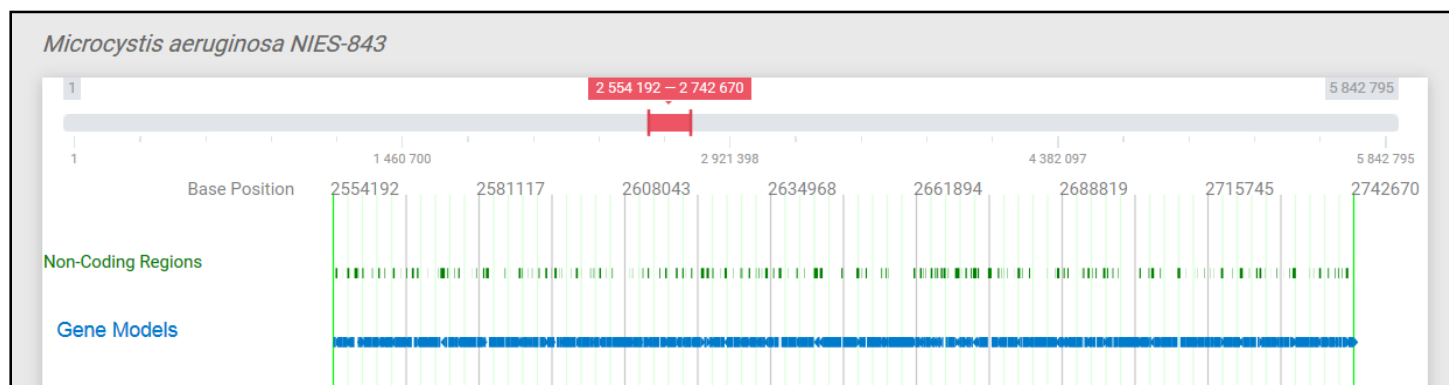 Microcystis aeruginosa NIES-843
1 2 554 192 — 2 742 670 5 842 795
1 1 460 700 2 921 398 4 382 097 5 842 795
Base Position 2554192 2581117 2608043 2634968 2661894 2688819 2715745 2742670
Non-Coding Regions
Gene Models